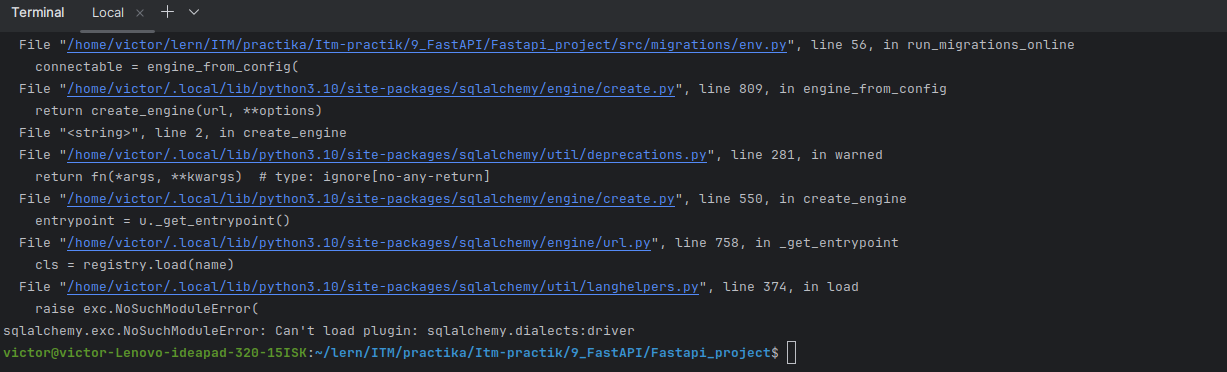 Terminal Local × + ∨
File "/home/victor/lern/ITM/practika/Itm-practik/9_FastAPI/Fastapi_project/src/migrations/env.py", line 56, in run_migrations_online
connectable = engine_from_config(
File "/home/victor/.local/lib/python3.10/site-packages/sqlalchemy/engine/create.py", line 809, in engine_from_config
return create_engine(url, **options)
File "<string>", line 2, in create_engine
File "/home/victor/.local/lib/python3.10/site-packages/sqlalchemy/util/deprecations.py", line 281, in warned
return fn(*args, **kwargs)  # type: ignore[no-any-return]
File "/home/victor/.local/lib/python3.10/site-packages/sqlalchemy/engine/create.py", line 550, in create_engine
entrypoint = u._get_entrypoint()
File "/home/victor/.local/lib/python3.10/site-packages/sqlalchemy/engine/url.py", line 758, in _get_entrypoint
cls = registry.load(name)
File "/home/victor/.local/lib/python3.10/site-packages/sqlalchemy/util/langhelpers.py", line 374, in load
raise exc.NoSuchModuleError(
sqlalchemy.exc.NoSuchModuleError: Can't load plugin: sqlalchemy.dialects:driver
victor@victor-Lenovo-ideapad-320-15ISK:~/lern/ITM/practika/Itm-practik/9_FastAPI/Fastapi_project$